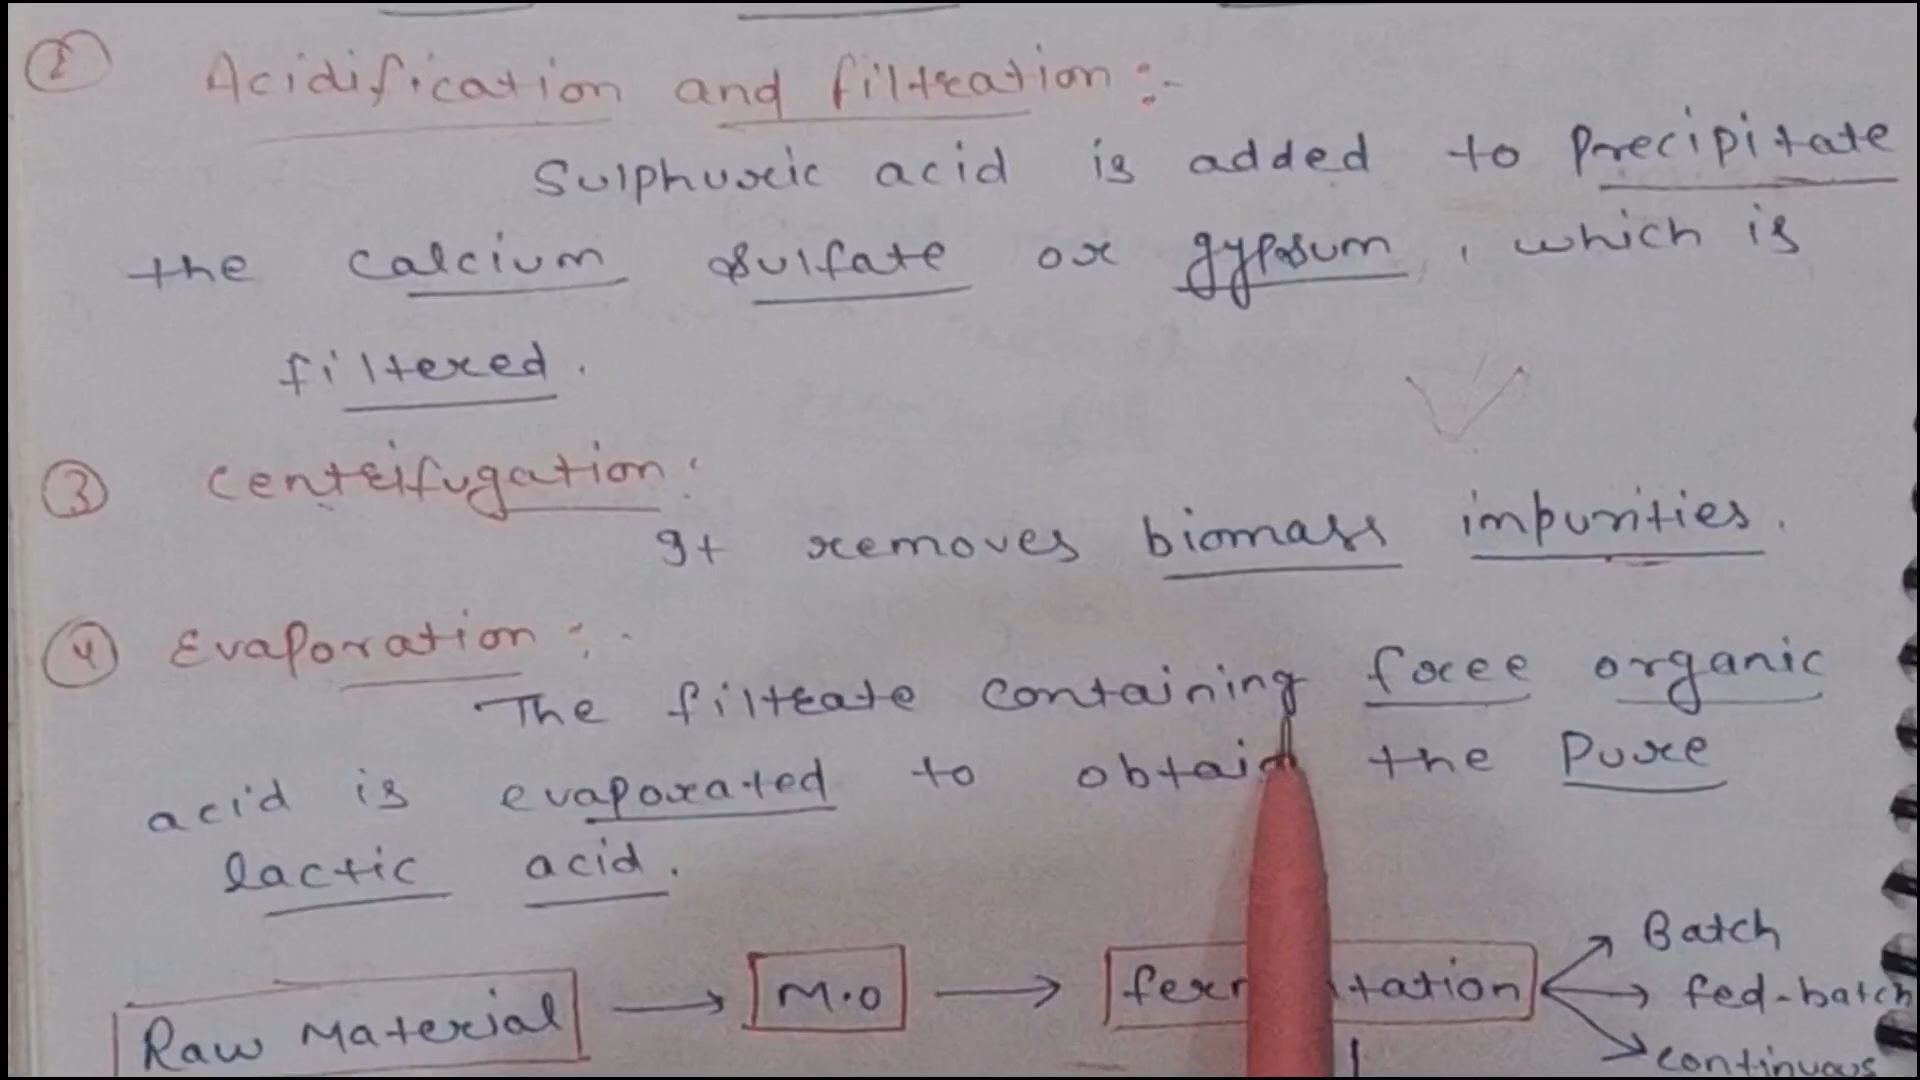 2 Acidification and filtration :-
Sulphuric acid is added to Precipitate
the calcium sulfate or gypsum, which is
filtered.
3 Centrifugation :
It removes biomass impurities.
4 Evaporation :-
The filtrate containing free organic
acid is evaporated to obtain the Pure
lactic acid.
Raw Material → M.O → fer tation
Batch
fed-batch
continuous